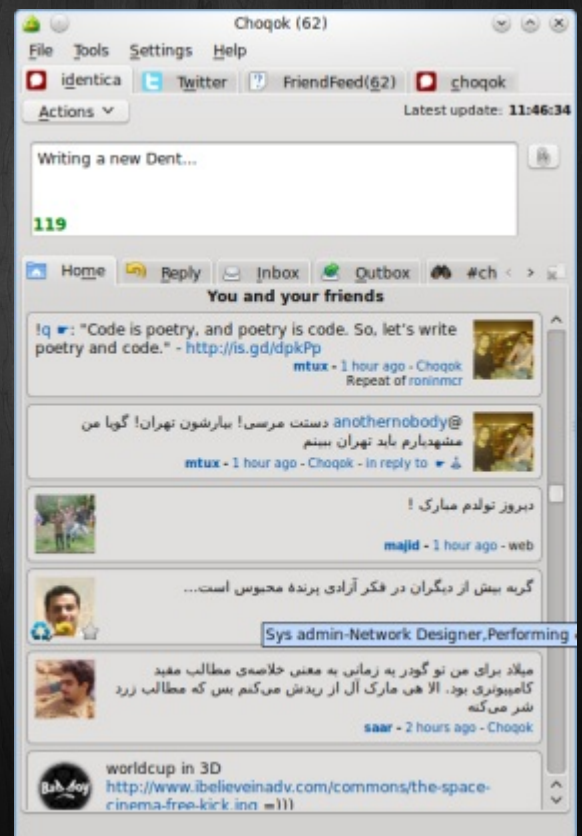 Choqok (62)
File Tools Settings Help
identica Twitter FriendFeed(62) choqok
Actions Latest update: 11:46:34
Writing a new Dent...
119
Home Reply Inbox Outbox #ch
You and your friends
!q ☛: "Code is poetry, and poetry is code. So, let's write
poetry and code." - http://is.gd/dpkPp
mtux - 1 hour ago - Choqok
Repeat of roninmcr
@anothernobody دستت مرسی! بیارشون تهران! گویا من
مشهدیارم باید تهران ببینم
mtux - 1 hour ago - Choqok - in reply to ☛
دیروز تولدم مبارک !
majid - 1 hour ago - web
گربه بیش از دیگران در فکر آزادی پرندهٔ محبوس است...
Sys admin-Network Designer,Performing
میلاد برای من تو گودر یه زمانی به معنی خلاصه‌ی مطالب مفید
کامپیوتری بود. الا هی مارک آل از ریدش می‌کنم بس که مطالب زرد
شر می‌کنه
saar - 2 hours ago - Choqok
Bad boy
worldcup in 3D
http://www.ibelieveinadv.com/commons/the-space-
cinema-free-kick.jpg =)))